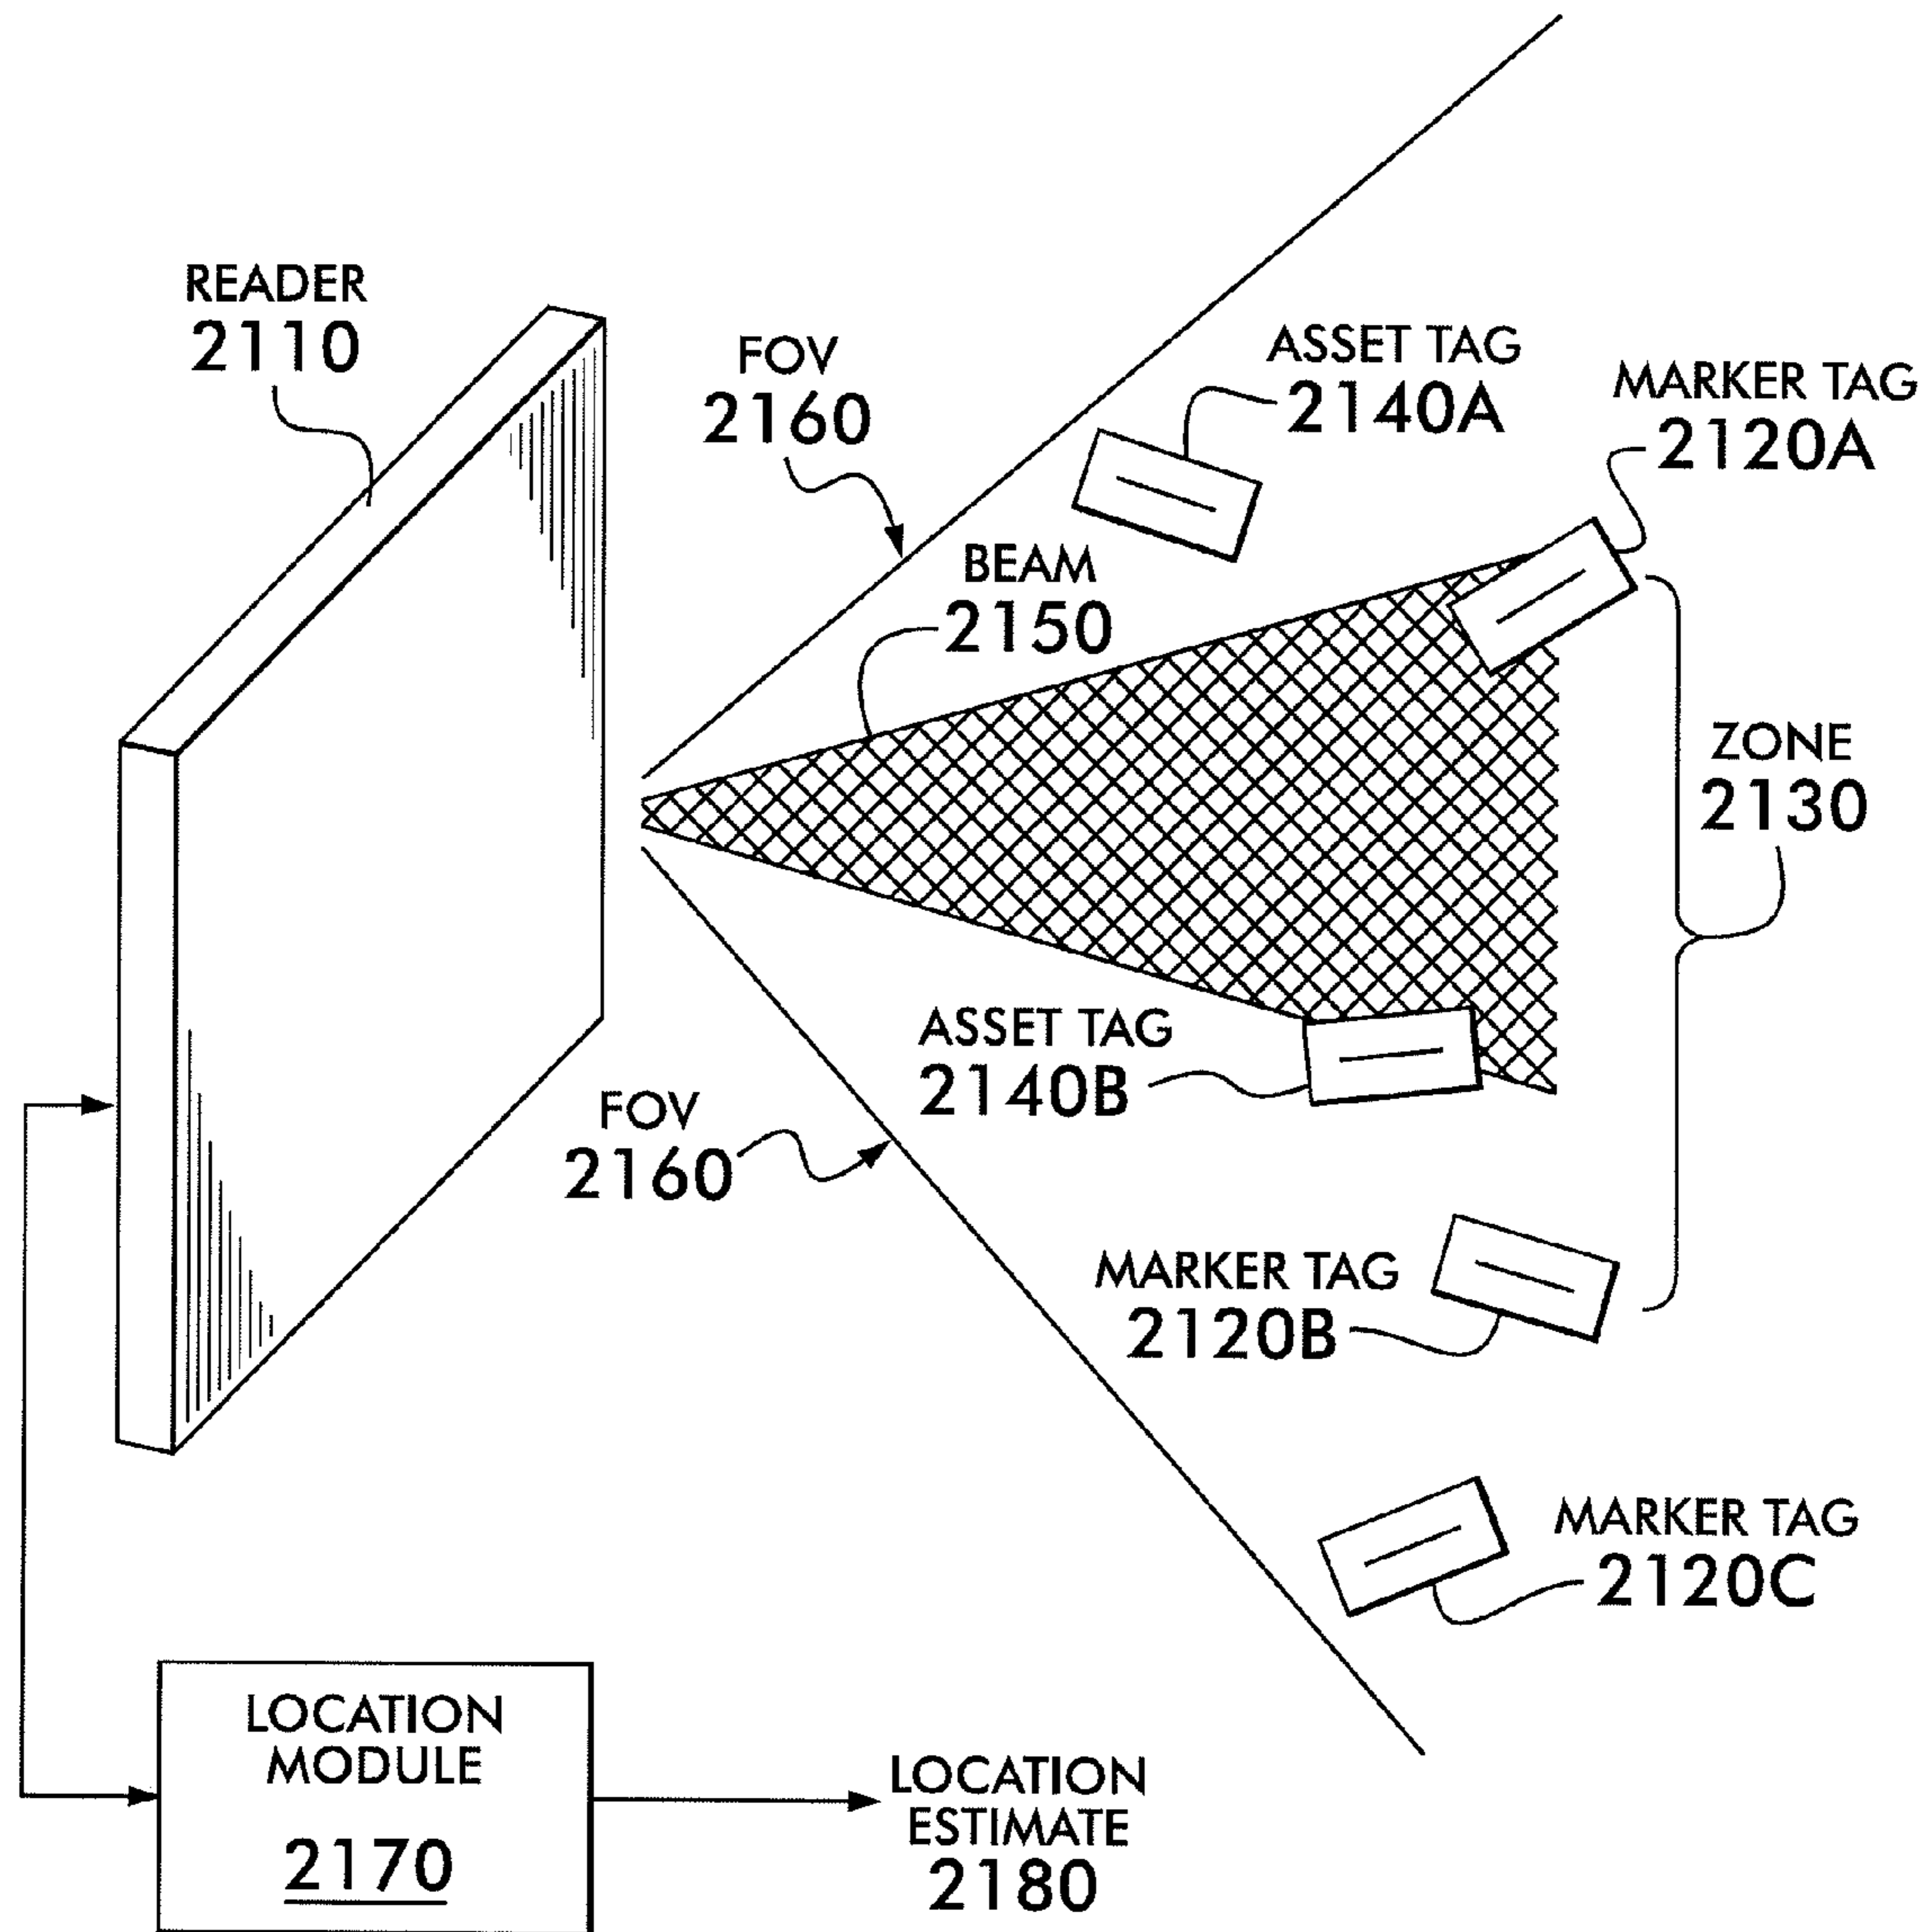 READER
2110
FOV
2160
ASSET TAG
2140A
MARKER TAG
2120A
BEAM
2150
ZONE
2130
ASSET TAG
2140B
FOV
2160
MARKER TAG
2120B
MARKER TAG
2120C
LOCATION
MODULE
2170
LOCATION
ESTIMATE
2180